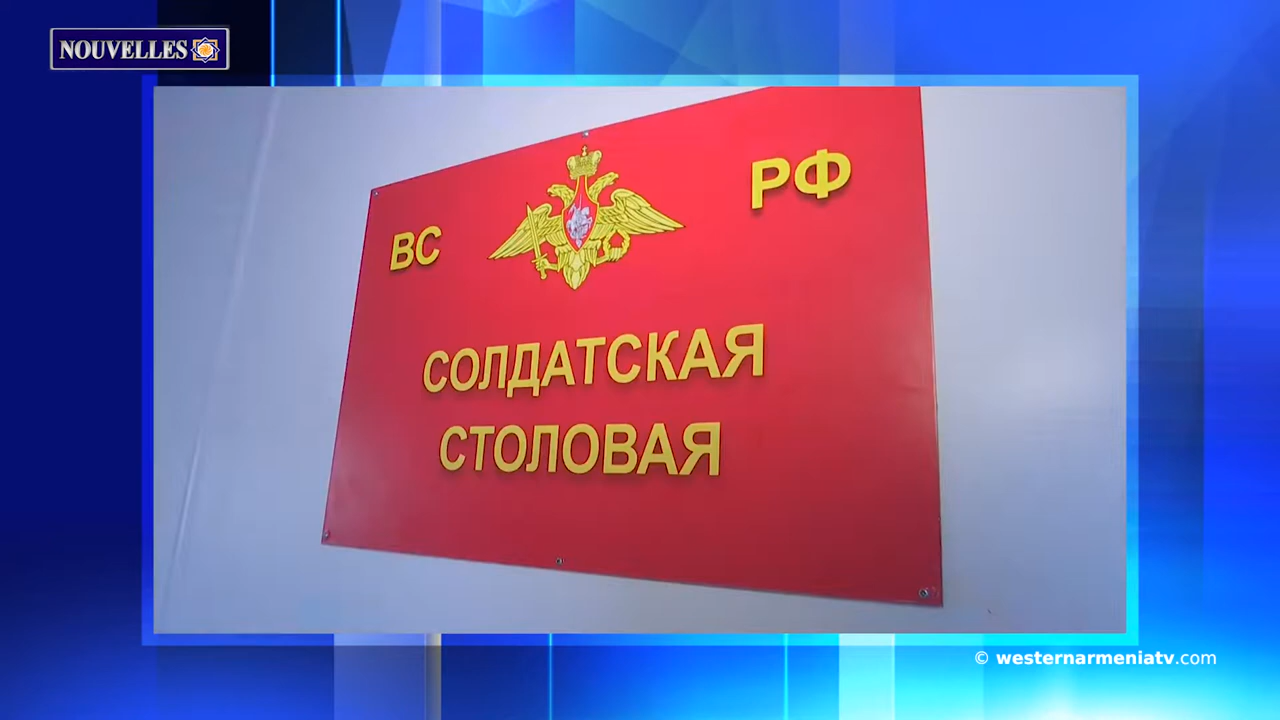 NOUVELLES
ВС
РФ
СОЛДАТСКАЯ
СТОЛОВАЯ
© westernarmeniatv.com